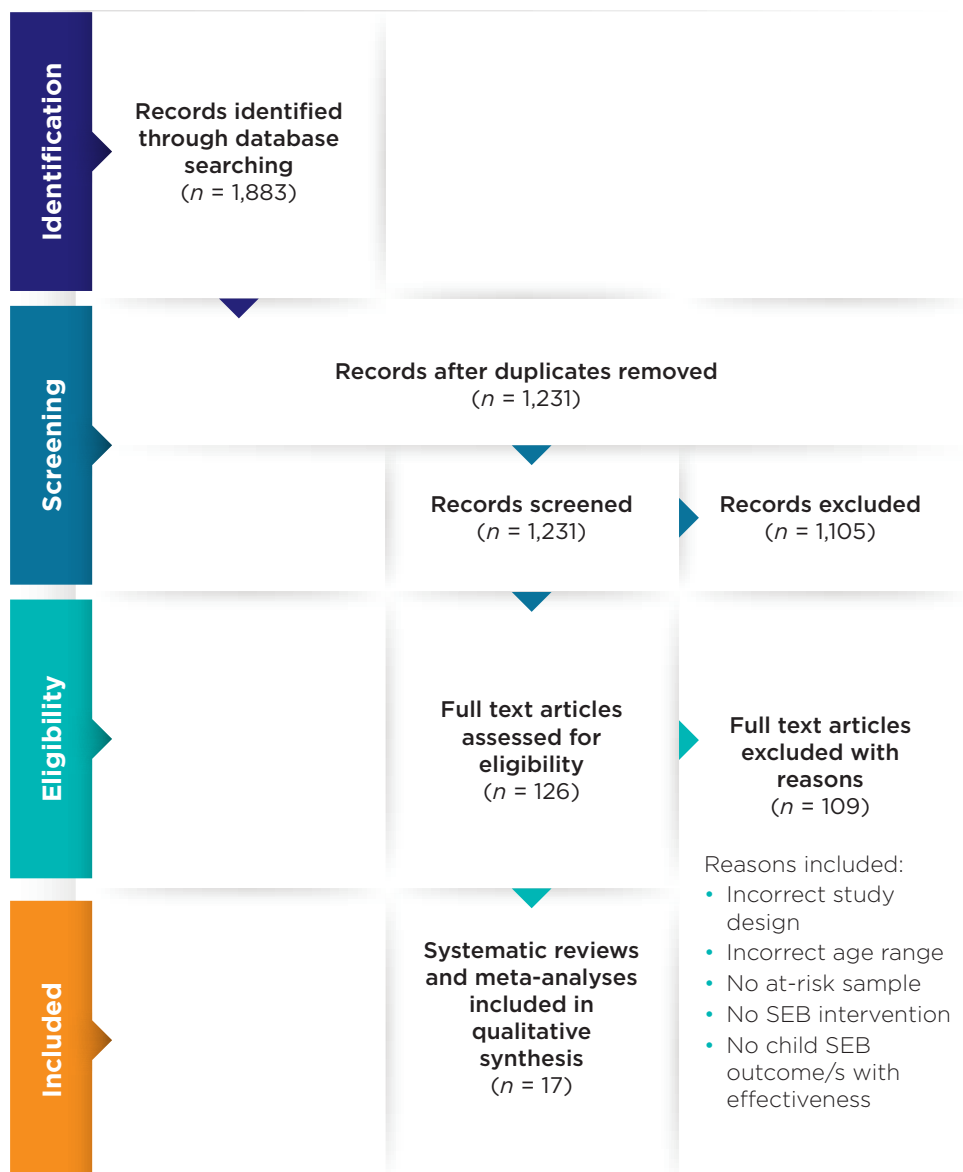 Identification
Records identified
through database
searching
(n = 1,883)
Screening
Records after duplicates removed
(n = 1,231)
Records screened
(n = 1,231)
Records excluded
(n = 1,105)
Eligibility
Full text articles
assessed for
eligibility
(n = 126)
Full text articles
excluded with
reasons
(n = 109)
Reasons included:
• Incorrect study
design
• Incorrect age range
• No at-risk sample
• No SEB intervention
• No child SEB
outcome/s with
effectiveness
Included
Systematic reviews
and meta-analyses
included in
qualitative
synthesis
(n = 17)